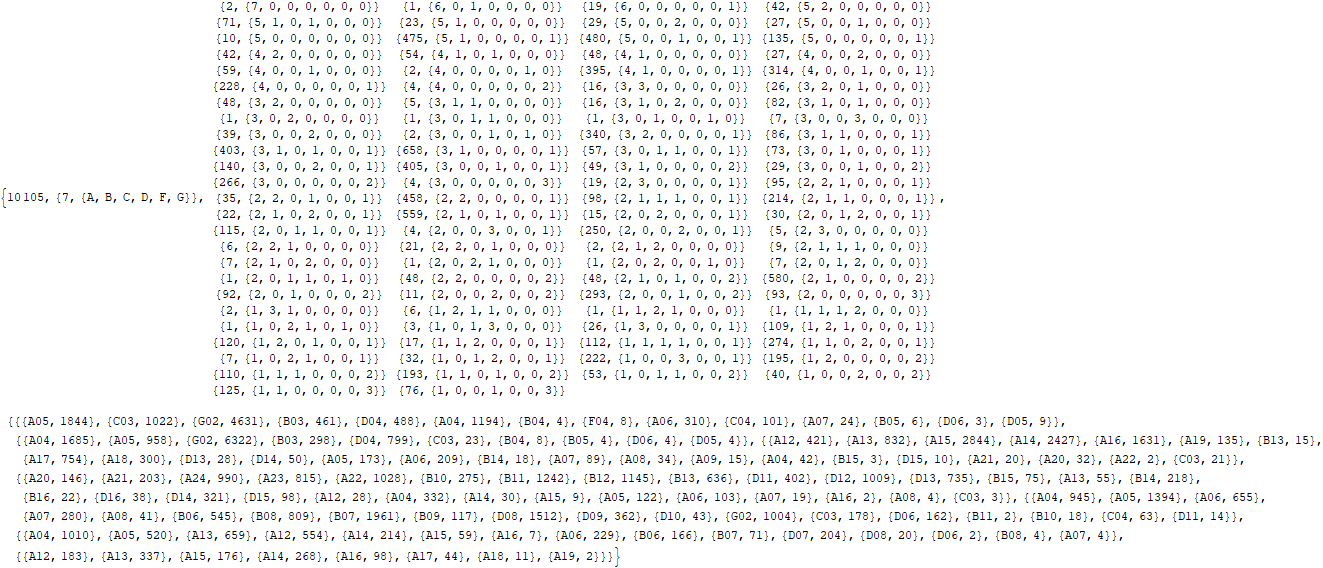 {2, {7, 0, 0, 0, 0, 0, 0}} {1, {6, 0, 1, 0, 0, 0, 0}} {19, {6, 0, 0, 0, 0, 0, 1}} {42, {5, 2, 0, 0, 0, 0, 0}}
{71, {5, 1, 0, 1, 0, 0, 0}} {23, {5, 1, 0, 0, 0, 0, 0}} {29, {5, 0, 0, 2, 0, 0, 0}} {27, {5, 0, 0, 1, 0, 0, 0}}
{10, {5, 0, 0, 0, 0, 0, 0}} {475, {5, 1, 0, 0, 0, 0, 1}} {480, {5, 0, 0, 1, 0, 0, 1}} {135, {5, 0, 0, 0, 0, 0, 1}}
{42, {4, 2, 0, 0, 0, 0, 0}} {54, {4, 1, 0, 1, 0, 0, 0}} {48, {4, 1, 0, 0, 0, 0, 0}} {27, {4, 0, 0, 2, 0, 0, 0}}
{59, {4, 0, 0, 1, 0, 0, 0}} {2, {4, 0, 0, 0, 0, 1, 0}} {395, {4, 1, 0, 0, 0, 0, 1}} {314, {4, 0, 0, 1, 0, 0, 1}}
{228, {4, 0, 0, 0, 0, 0, 1}} {4, {4, 0, 0, 0, 0, 0, 2}} {16, {3, 3, 0, 0, 0, 0, 0}} {26, {3, 2, 0, 1, 0, 0, 0}}
{48, {3, 2, 0, 0, 0, 0, 0}} {5, {3, 1, 1, 0, 0, 0, 0}} {16, {3, 1, 0, 2, 0, 0, 0}} {82, {3, 1, 0, 1, 0, 0, 0}}
{1, {3, 0, 2, 0, 0, 0, 0}} {1, {3, 0, 1, 1, 0, 0, 0}} {1, {3, 0, 1, 0, 0, 1, 0}} {7, {3, 0, 0, 3, 0, 0, 0}}
{39, {3, 0, 0, 2, 0, 0, 0}} {2, {3, 0, 0, 1, 0, 1, 0}} {340, {3, 2, 0, 0, 0, 0, 1}} {86, {3, 1, 1, 0, 0, 0, 1}}
{403, {3, 1, 0, 1, 0, 0, 1}} {658, {3, 1, 0, 0, 0, 0, 1}} {57, {3, 0, 1, 1, 0, 0, 1}} {73, {3, 0, 1, 0, 0, 0, 1}}
{140, {3, 0, 0, 2, 0, 0, 1}} {405, {3, 0, 0, 1, 0, 0, 1}} {49, {3, 1, 0, 0, 0, 0, 2}} {29, {3, 0, 0, 1, 0, 0, 2}}
{266, {3, 0, 0, 0, 0, 0, 2}} {4, {3, 0, 0, 0, 0, 0, 3}} {19, {2, 3, 0, 0, 0, 0, 1}} {95, {2, 2, 1, 0, 0, 0, 1}}
{10 105, {7, {A, B, C, D, F, G}}, {35, {2, 2, 0, 1, 0, 0, 1}} {458, {2, 2, 0, 0, 0, 0, 1}} {98, {2, 1, 1, 1, 0, 0, 1}} {214, {2, 1, 1, 0, 0, 0, 1}} ,
{22, {2, 1, 0, 2, 0, 0, 1}} {559, {2, 1, 0, 1, 0, 0, 1}} {15, {2, 0, 2, 0, 0, 0, 1}} {30, {2, 0, 1, 2, 0, 0, 1}}
{115, {2, 0, 1, 1, 0, 0, 1}} {4, {2, 0, 0, 3, 0, 0, 1}} {250, {2, 0, 0, 2, 0, 0, 1}} {5, {2, 3, 0, 0, 0, 0, 0}}
{6, {2, 2, 1, 0, 0, 0, 0}} {21, {2, 2, 0, 1, 0, 0, 0}} {2, {2, 1, 2, 0, 0, 0, 0}} {9, {2, 1, 1, 1, 0, 0, 0}}
{7, {2, 1, 0, 2, 0, 0, 0}} {1, {2, 0, 2, 1, 0, 0, 0}} {1, {2, 0, 2, 0, 0, 1, 0}} {7, {2, 0, 1, 2, 0, 0, 0}}
{1, {2, 0, 1, 1, 0, 1, 0}} {48, {2, 2, 0, 0, 0, 0, 2}} {48, {2, 1, 0, 1, 0, 0, 2}} {580, {2, 1, 0, 0, 0, 0, 2}}
{92, {2, 0, 1, 0, 0, 0, 2}} {11, {2, 0, 0, 2, 0, 0, 2}} {293, {2, 0, 0, 1, 0, 0, 2}} {93, {2, 0, 0, 0, 0, 0, 3}}
{2, {1, 3, 1, 0, 0, 0, 0}} {6, {1, 2, 1, 1, 0, 0, 0}} {1, {1, 1, 2, 1, 0, 0, 0}} {1, {1, 1, 1, 2, 0, 0, 0}}
{1, {1, 0, 2, 1, 0, 1, 0}} {3, {1, 0, 1, 3, 0, 0, 0}} {26, {1, 3, 0, 0, 0, 0, 1}} {109, {1, 2, 1, 0, 0, 0, 1}}
{120, {1, 2, 0, 1, 0, 0, 1}} {17, {1, 1, 2, 0, 0, 0, 1}} {112, {1, 1, 1, 1, 0, 0, 1}} {274, {1, 1, 0, 2, 0, 0, 1}}
{7, {1, 0, 2, 1, 0, 0, 1}} {32, {1, 0, 1, 2, 0, 0, 1}} {222, {1, 0, 0, 3, 0, 0, 1}} {195, {1, 2, 0, 0, 0, 0, 2}}
{110, {1, 1, 1, 0, 0, 0, 2}} {193, {1, 1, 0, 1, 0, 0, 2}} {53, {1, 0, 1, 1, 0, 0, 2}} {40, {1, 0, 0, 2, 0, 0, 2}}
{125, {1, 1, 0, 0, 0, 0, 3}} {76, {1, 0, 0, 1, 0, 0, 3}}
{{{A05, 1844}, {C03, 1022}, {G02, 4631}, {B03, 461}, {D04, 488}, {A04, 1194}, {B04, 4}, {F04, 8}, {A06, 310}, {C04, 101}, {A07, 24}, {B05, 6}, {D06, 3}, {D05, 9}},
{{A04, 1685}, {A05, 958}, {G02, 6322}, {B03, 298}, {D04, 799}, {C03, 23}, {B04, 8}, {B05, 4}, {D06, 4}, {D05, 4}}, {{A12, 421}, {A13, 832}, {A15, 2844}, {A14, 2427}, {A16, 1631}, {A19, 135}, {B13, 15},
{A17, 754}, {A18, 300}, {D13, 28}, {D14, 50}, {A05, 173}, {A06, 209}, {B14, 18}, {A07, 89}, {A08, 34}, {A09, 15}, {A04, 42}, {B15, 3}, {D15, 10}, {A21, 20}, {A20, 32}, {A22, 2}, {C03, 21}},
{{A20, 146}, {A21, 203}, {A24, 990}, {A23, 815}, {A22, 1028}, {B10, 275}, {B11, 1242}, {B12, 1145}, {B13, 636}, {D11, 402}, {D12, 1009}, {D13, 735}, {B15, 75}, {A13, 55}, {B14, 218},
{B16, 22}, {D16, 38}, {D14, 321}, {D15, 98}, {A12, 28}, {A04, 332}, {A14, 30}, {A15, 9}, {A05, 122}, {A06, 103}, {A07, 19}, {A16, 2}, {A08, 4}, {C03, 3}}, {{A04, 945}, {A05, 1394}, {A06, 655},
{A07, 280}, {A08, 41}, {B06, 545}, {B08, 809}, {B07, 1961}, {B09, 117}, {D08, 1512}, {D09, 362}, {D10, 43}, {G02, 1004}, {C03, 178}, {D06, 162}, {B11, 2}, {B10, 18}, {C04, 63}, {D11, 14}},
{{A04, 1010}, {A05, 520}, {A13, 659}, {A12, 554}, {A14, 214}, {A15, 59}, {A16, 7}, {A06, 229}, {B06, 166}, {B07, 71}, {D07, 204}, {D08, 20}, {D06, 2}, {B08, 4}, {A07, 4}},
{{A12, 183}, {A13, 337}, {A15, 176}, {A14, 268}, {A16, 98}, {A17, 44}, {A18, 11}, {A19, 2}}}}